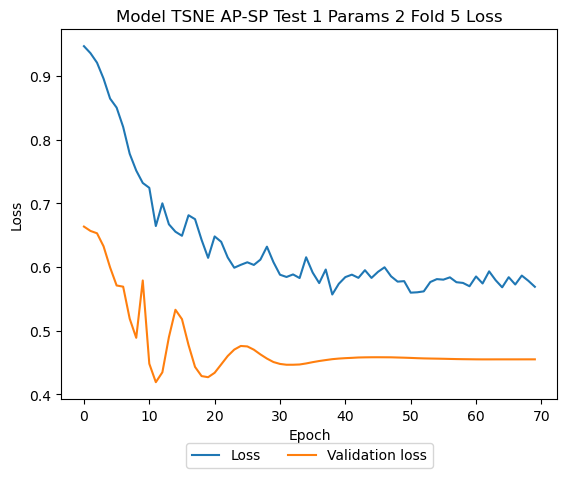 Model TSNE AP-SP Test 1 Params 2 Fold 5 Loss
Loss
0.9
0.8
0.7
0.6
0.5
0.4
0 10 20 30 40 50 60 70
Epoch
Loss Validation loss